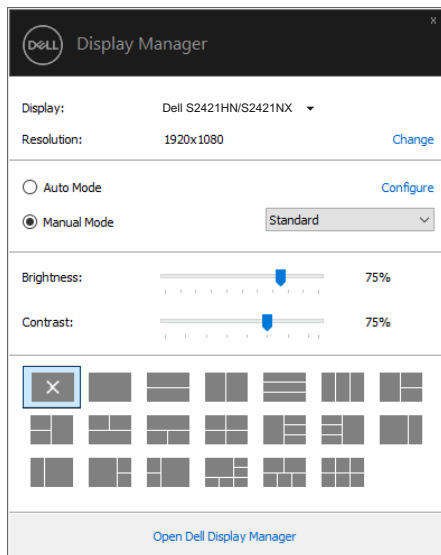 x
DELL Display Manager
Display: Dell S2421HN/S2421NX
Resolution: 1920x1080 Change
Auto Mode Configure
Manual Mode Standard
Brightness: 75%
Contrast: 75%
Open Dell Display Manager